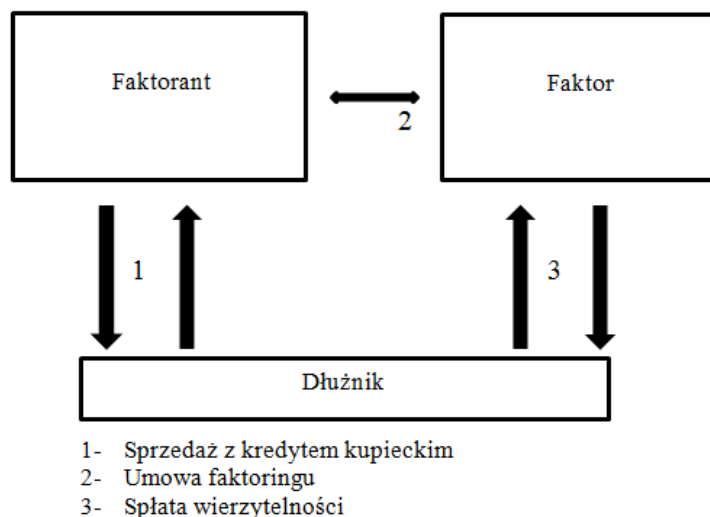 Faktorant
Faktor
2
1
3
Dłużnik
1- Sprzedaż z kredytem kupieckim
2- Umowa faktoringu
3- Spłata wierzytelności